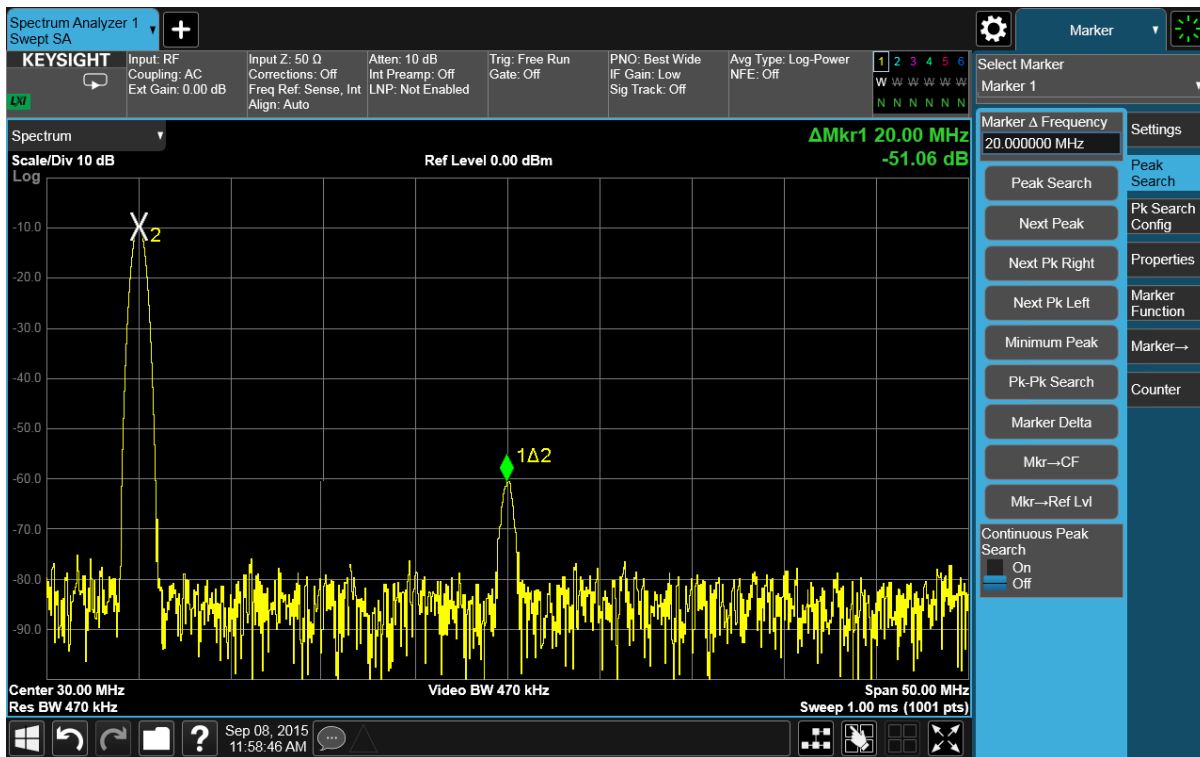 Spectrum Analyzer 1
Swept SA
Marker
KEYSIGHT
LXI
Input: RF
Coupling: AC
Ext Gain: 0.00 dB
Input Z: 50 Ω
Corrections: Off
Freq Ref: Sense, Int
Align: Auto
Atten: 10 dB
Int Preamp: Off
LNP: Not Enabled
Trig: Free Run
Gate: Off
PNO: Best Wide
IF Gain: Low
Sig Track: Off
Avg Type: Log-Power
NFE: Off
1 2 3 4 5 6
W W W W W W
N N N N N N
Select Marker
Marker 1
Spectrum
ΔMkr1 20.00 MHz
-51.06 dB
Scale/Div 10 dB
Ref Level 0.00 dBm
Log
-10.0
-20.0
-30.0
-40.0
-50.0
-60.0
-70.0
-80.0
-90.0
2
1Δ2
Center 30.00 MHz
Res BW 470 kHz
Video BW 470 kHz
Span 50.00 MHz
Sweep 1.00 ms (1001 pts)
Marker Δ Frequency
20.000000 MHz
Peak Search
Next Peak
Next Pk Right
Next Pk Left
Minimum Peak
Pk-Pk Search
Marker Delta
Mkr→CF
Mkr→Ref Lvl
Continuous Peak
Search
On
Off
Settings
Peak
Search
Pk Search
Config
Properties
Marker
Function
Marker→
Counter
?
Sep 08, 2015
11:58:46 AM